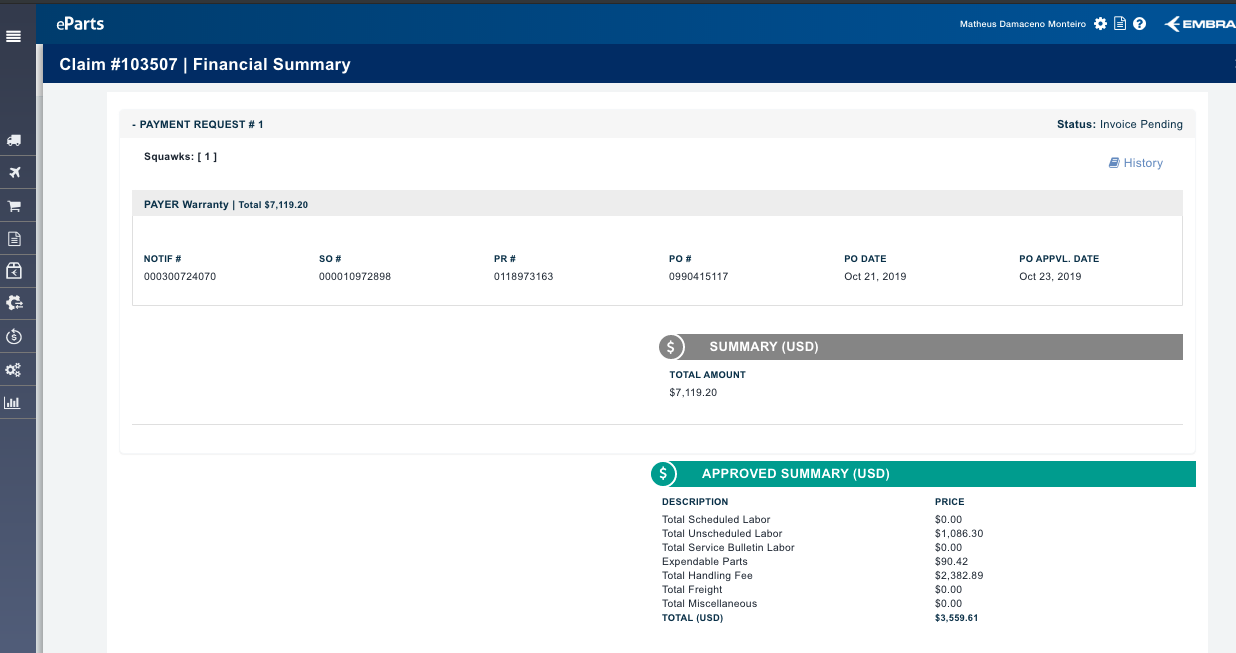 eParts
Matheus Damaceno Monteiro
EMBRA
Claim #103507 | Financial Summary
- PAYMENT REQUEST # 1
Status: Invoice Pending
Squawks: [ 1 ]
History
PAYER Warranty | Total $7,119.20
NOTIF # SO # PR # PO # PO DATE PO APPVL. DATE
000300724070 000010972898 0118973163 0990415117 Oct 21, 2019 Oct 23, 2019
$ SUMMARY (USD)
TOTAL AMOUNT
$7,119.20
$ APPROVED SUMMARY (USD)
DESCRIPTION PRICE
Total Scheduled Labor $0.00
Total Unscheduled Labor $1,086.30
Total Service Bulletin Labor $0.00
Expendable Parts $90.42
Total Handling Fee $2,382.89
Total Freight $0.00
Total Miscellaneous $0.00
TOTAL (USD) $3,559.61